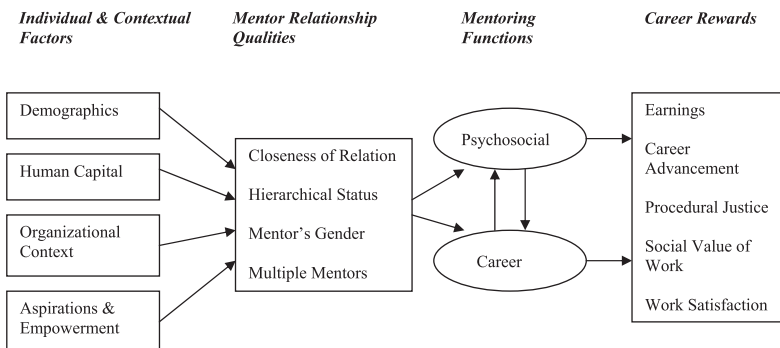 Individual & Contextual
Factors
Mentor Relationship
Qualities
Mentoring
Functions
Career Rewards
Demographics
Human Capital
Organizational
Context
Aspirations &
Empowerment
Closeness of Relation
Hierarchical Status
Mentor's Gender
Multiple Mentors
Psychosocial
Career
Earnings
Career
Advancement
Procedural Justice
Social Value of
Work
Work Satisfaction